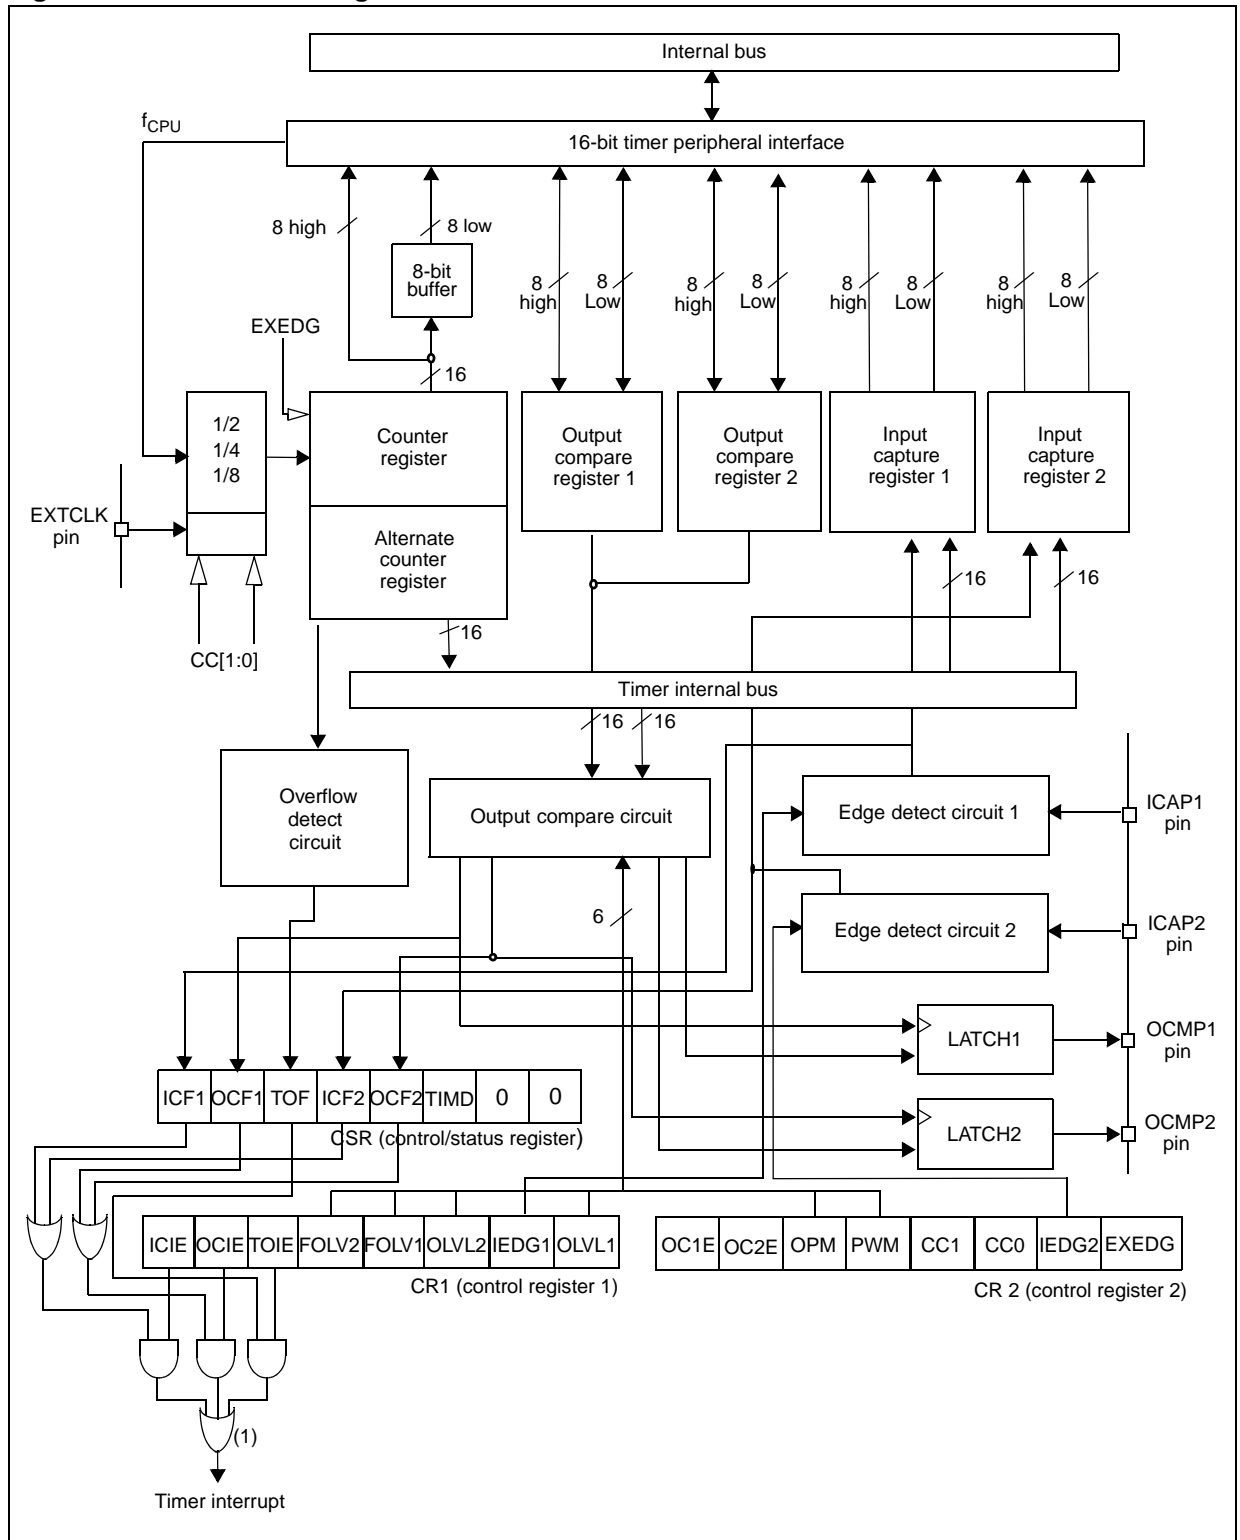 Internal bus
fCPU
16-bit timer peripheral interface
8 high
8 low
8-bit
buffer
8
high
8
Low
8
high
8
Low
8
high
8
Low
8
high
8
Low
EXEDG
16
1/2
1/4
1/8
Counter
register
Output
compare
register 1
Output
compare
register 2
Input
capture
register 1
Input
capture
register 2
EXTCLK
pin
Alternate
counter
register
16
16
16
CC[1:0]
Timer internal bus
16
16
Overflow
detect
circuit
Output compare circuit
Edge detect circuit 1
ICAP1
pin
6
Edge detect circuit 2
ICAP2
pin
LATCH1
OCMP1
pin
ICF1 OCF1 TOF ICF2 OCF2 TIMD 0 0
CSR (control/status register)
LATCH2
OCMP2
pin
ICIE OCIE TOIE FOLV2 FOLV1 OLVL2 IEDG1 OLVL1
CR1 (control register 1)
OC1E OC2E OPM PWM CC1 CC0 IEDG2 EXEDG
CR 2 (control register 2)
(1)
Timer interrupt